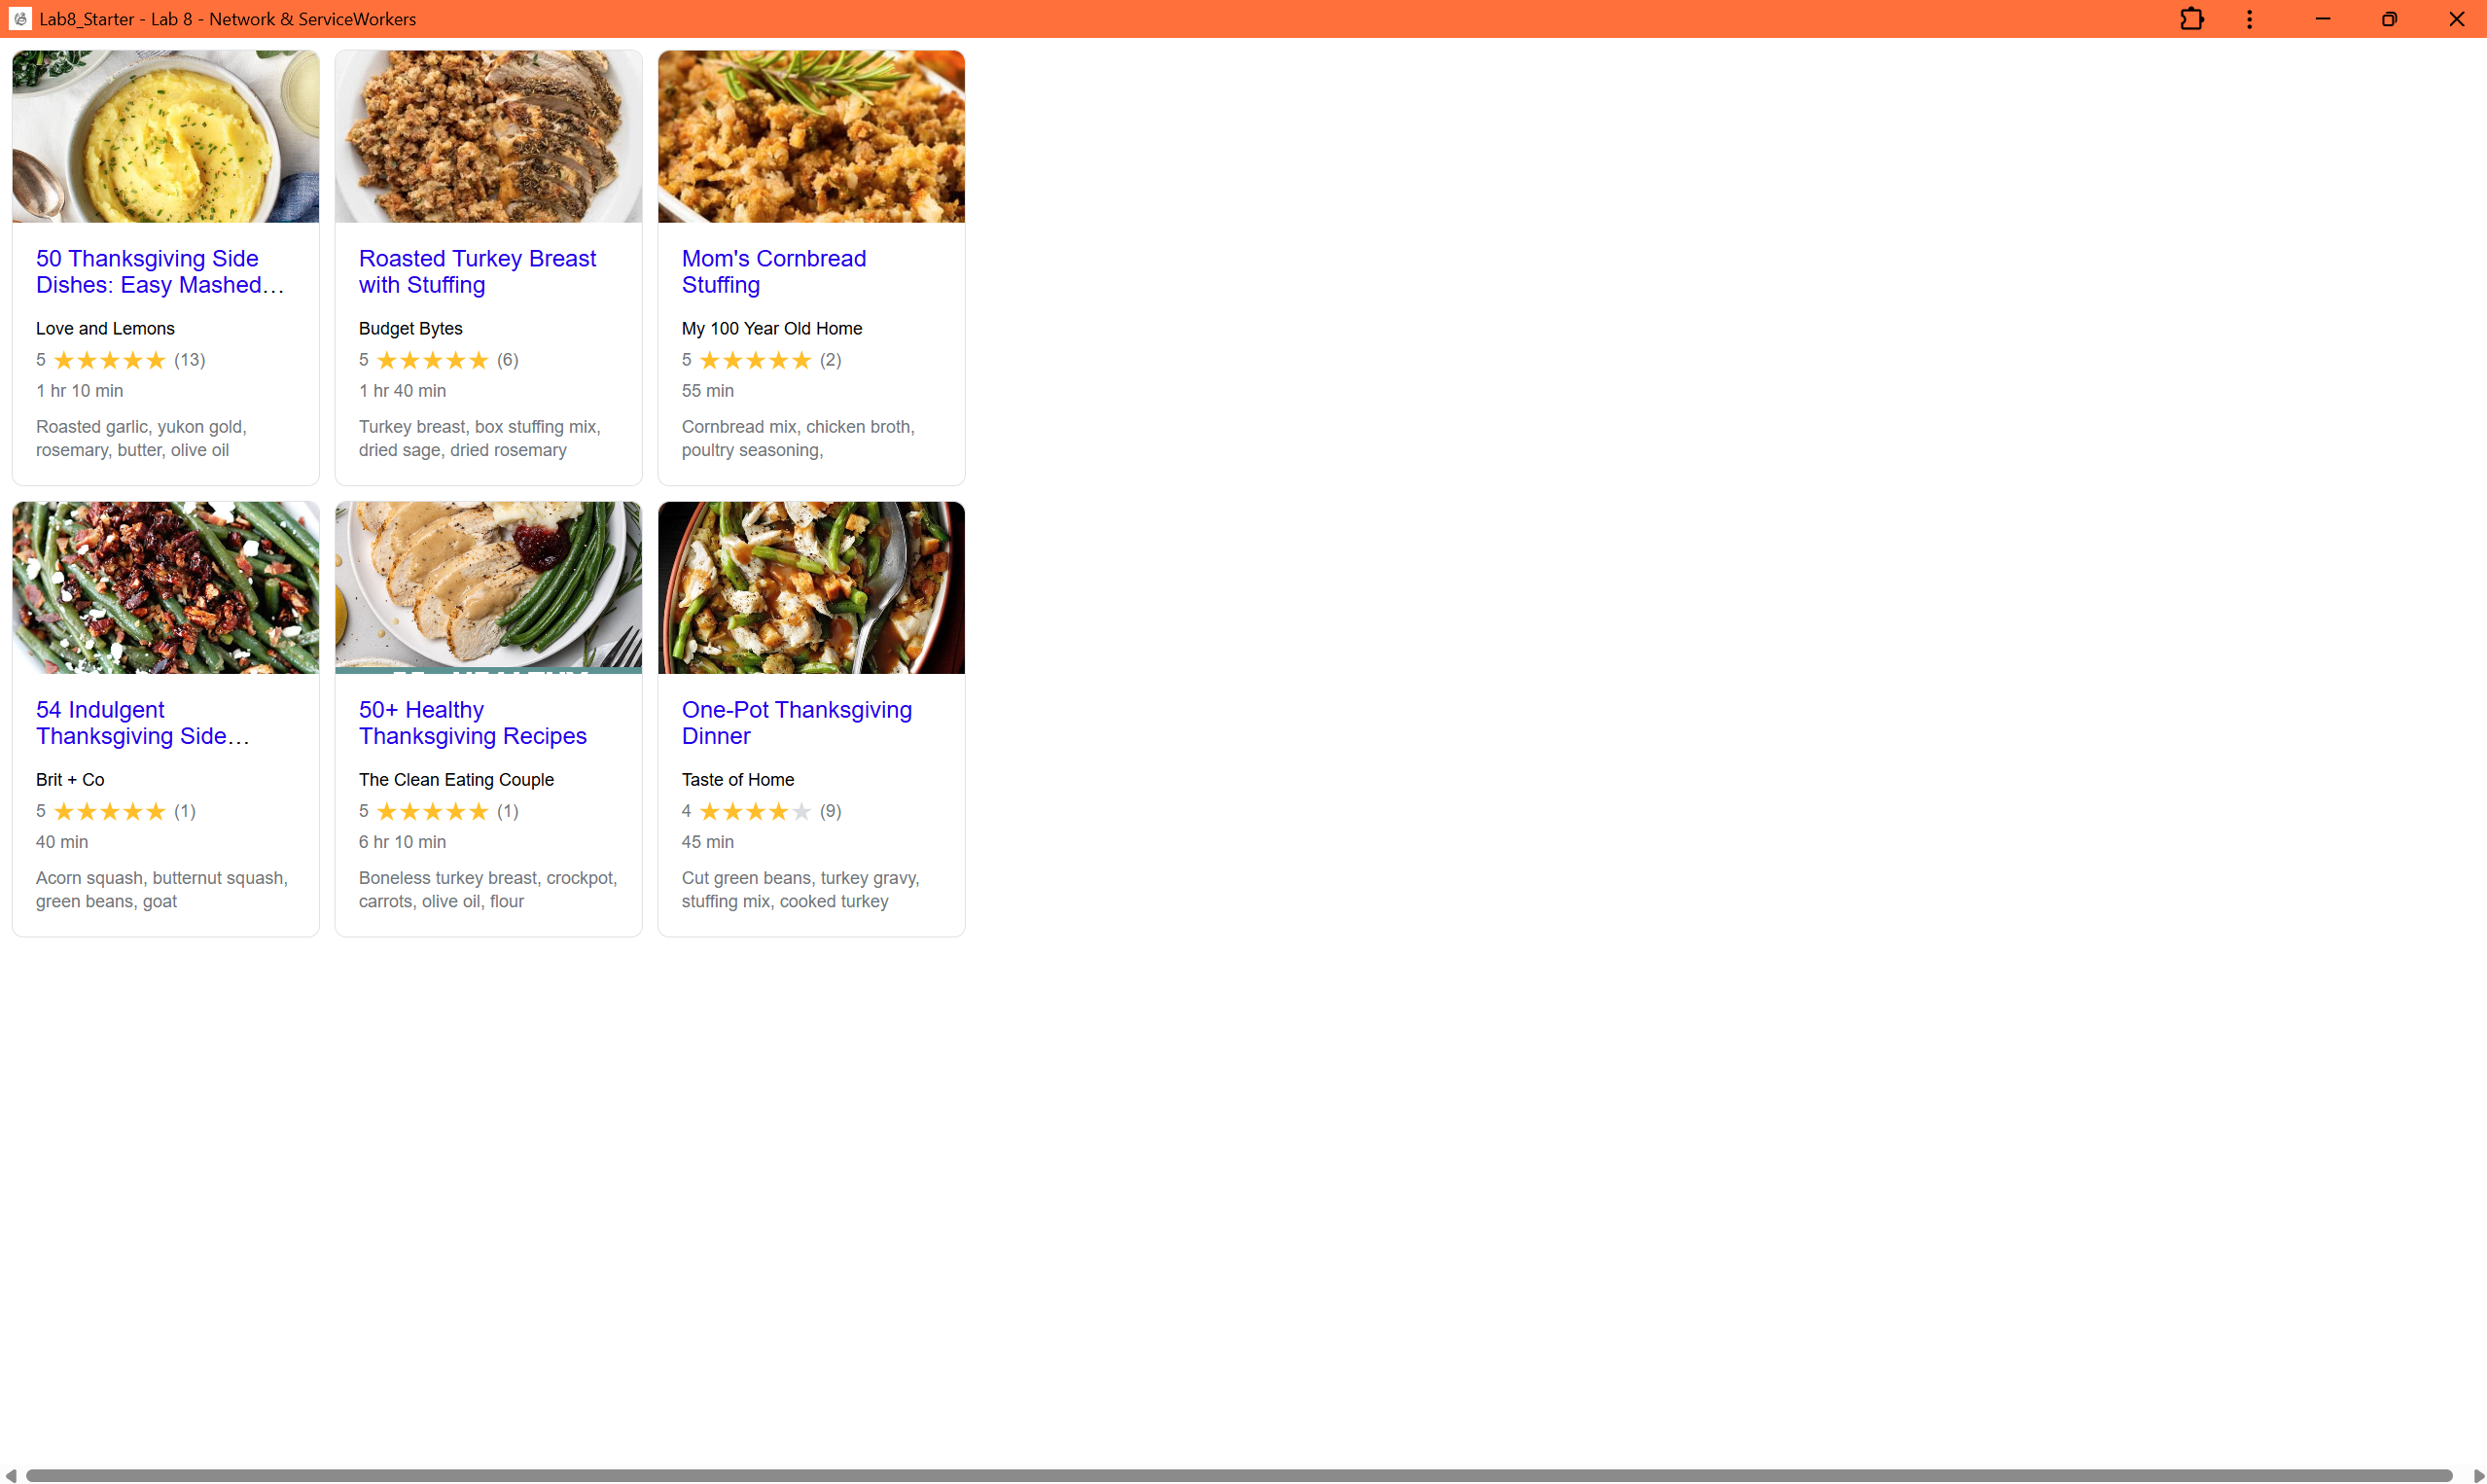 Lab8_Starter - Lab 8 - Network & ServiceWorkers
50 Thanksgiving Side
Dishes: Easy Mashed…
Love and Lemons
5 ★★★★★ (13)
1 hr 10 min
Roasted garlic, yukon gold,
rosemary, butter, olive oil
Roasted Turkey Breast
with Stuffing
Budget Bytes
5 ★★★★★ (6)
1 hr 40 min
Turkey breast, box stuffing mix,
dried sage, dried rosemary
Mom's Cornbread
Stuffing
My 100 Year Old Home
5 ★★★★★ (2)
55 min
Cornbread mix, chicken broth,
poultry seasoning,
54 Indulgent
Thanksgiving Side…
Brit + Co
5 ★★★★★ (1)
40 min
Acorn squash, butternut squash,
green beans, goat
50+ Healthy
Thanksgiving Recipes
The Clean Eating Couple
5 ★★★★★ (1)
6 hr 10 min
Boneless turkey breast, crockpot,
carrots, olive oil, flour
One-Pot Thanksgiving
Dinner
Taste of Home
4 ★★★★★ (9)
45 min
Cut green beans, turkey gravy,
stuffing mix, cooked turkey